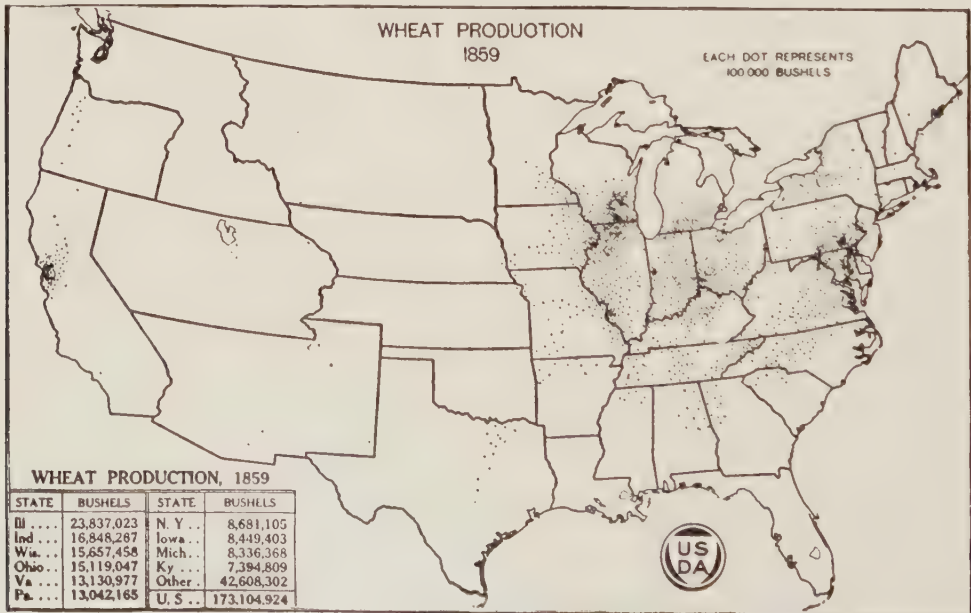 WHEAT PRODUCTION
1859
EACH DOT REPRESENTS
100 000 BUSHELS
WHEAT PRODUCTION, 1859
STATE BUSHELS STATE BUSHELS
Ill .... 23,837,023 N. Y .. 8,681,105
Ind ... 16,848,267 Iowa .. 8,449,403
Wis... 15,657,458 Mich.. 8,336,368
Ohio.. 15,119,047 Ky ... 7,394,809
Va ... 13,130,977 Other. 42,608,302
Pa. .. 13,042,165 U. S .. 173,104,924
US
DA